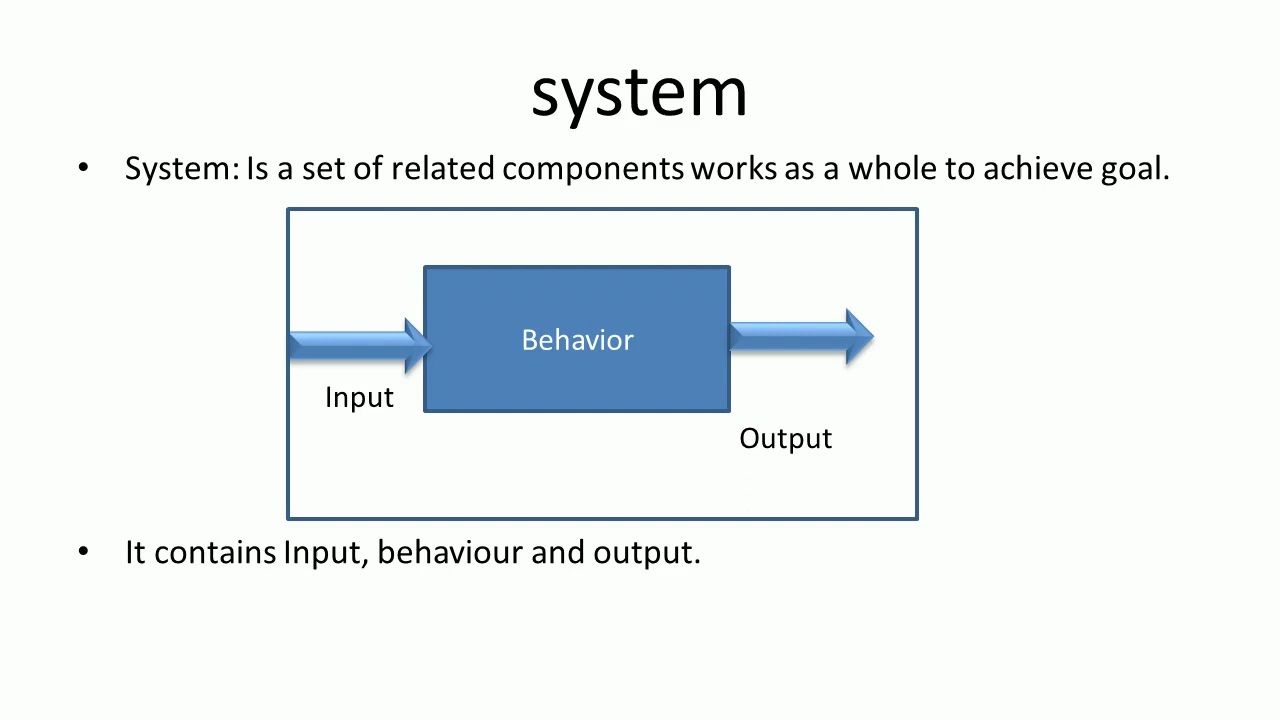 system
• System: Is a set of related components works as a whole to achieve goal.
Behavior
Input
Output
• It contains Input, behaviour and output.